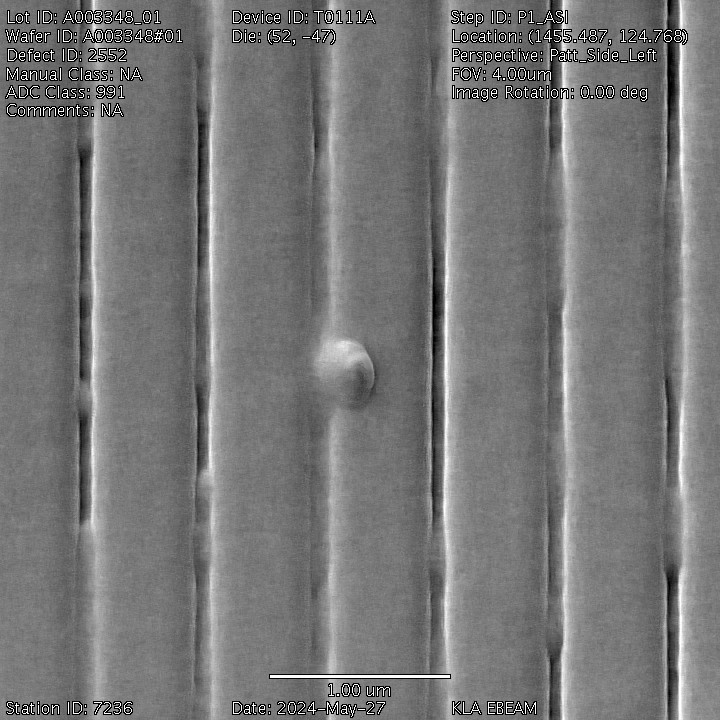 Lot ID: A003348_01
Wafer ID: A003348#01
Defect ID: 2552
Manual Class: NA
ADC Class: 991
Comments: NA
Device ID: T0111A
Die: (52, -47)
Step ID: P1_ASI
Location: (1455.487, 124.768)
Perspective: Patt_Side_Left
FOV: 4.00um
Image Rotation: 0.00 deg
1.00 um
Station ID: 7236
Date: 2024-May-27
KLA EBEAM